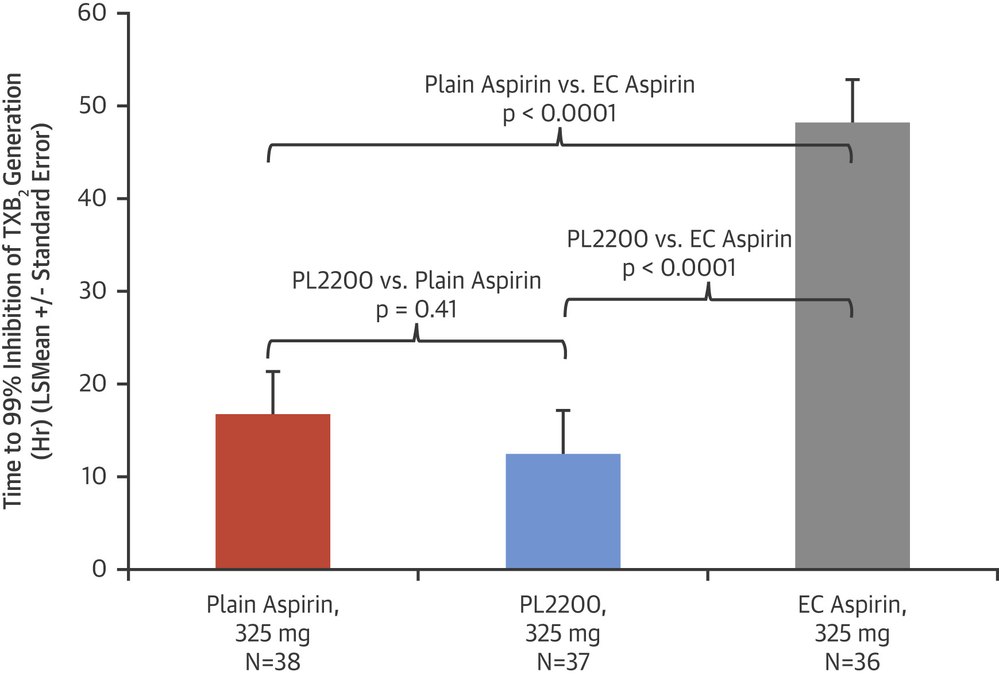 Time to 99% Inhibition of TXB2 Generation
(Hr) (LSMean +/- Standard Error)
60
50
40
30
20
10
0
Plain Aspirin vs. EC Aspirin
p < 0.0001
PL2200 vs. EC Aspirin
p < 0.0001
PL2200 vs. Plain Aspirin
p = 0.41
Plain Aspirin,
325 mg
N=38
PL2200,
325 mg
N=37
EC Aspirin,
325 mg
N=36